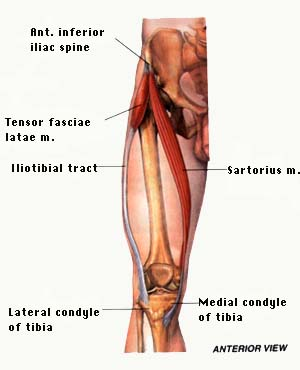 Ant. inferior
iliac spine
Tensor fasciae
latae m.
Iliotibial tract
Sartorius m.
Lateral condyle
of tibia
Medial condyle
of tibia
ANTERIOR VIEW